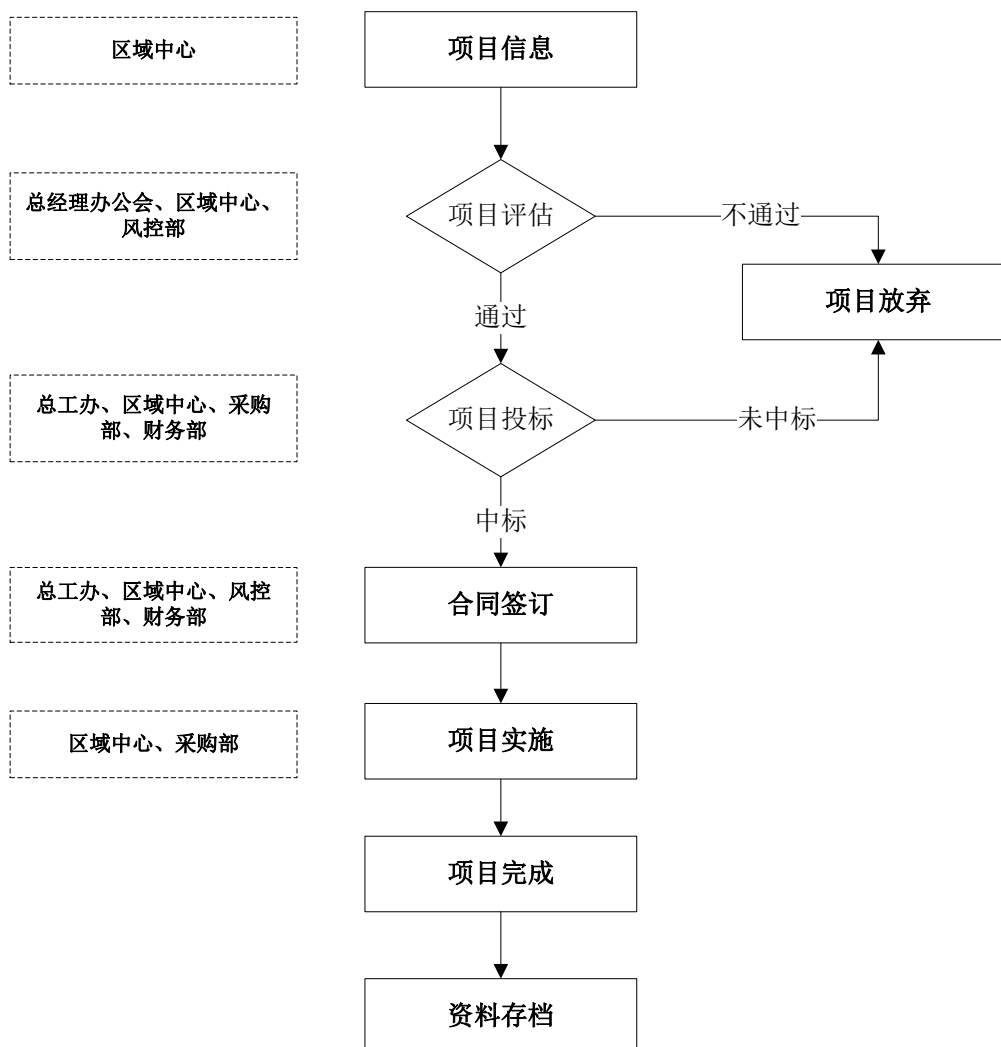 区域中心
项目信息
总经理办公会、区域中心、
风控部
项目评估
不通过
项目放弃
通过
总工办、区域中心、采购
部、财务部
项目投标
未中标
中标
总工办、区域中心、风控
部、财务部
合同签订
区域中心、采购部
项目实施
项目完成
资料存档